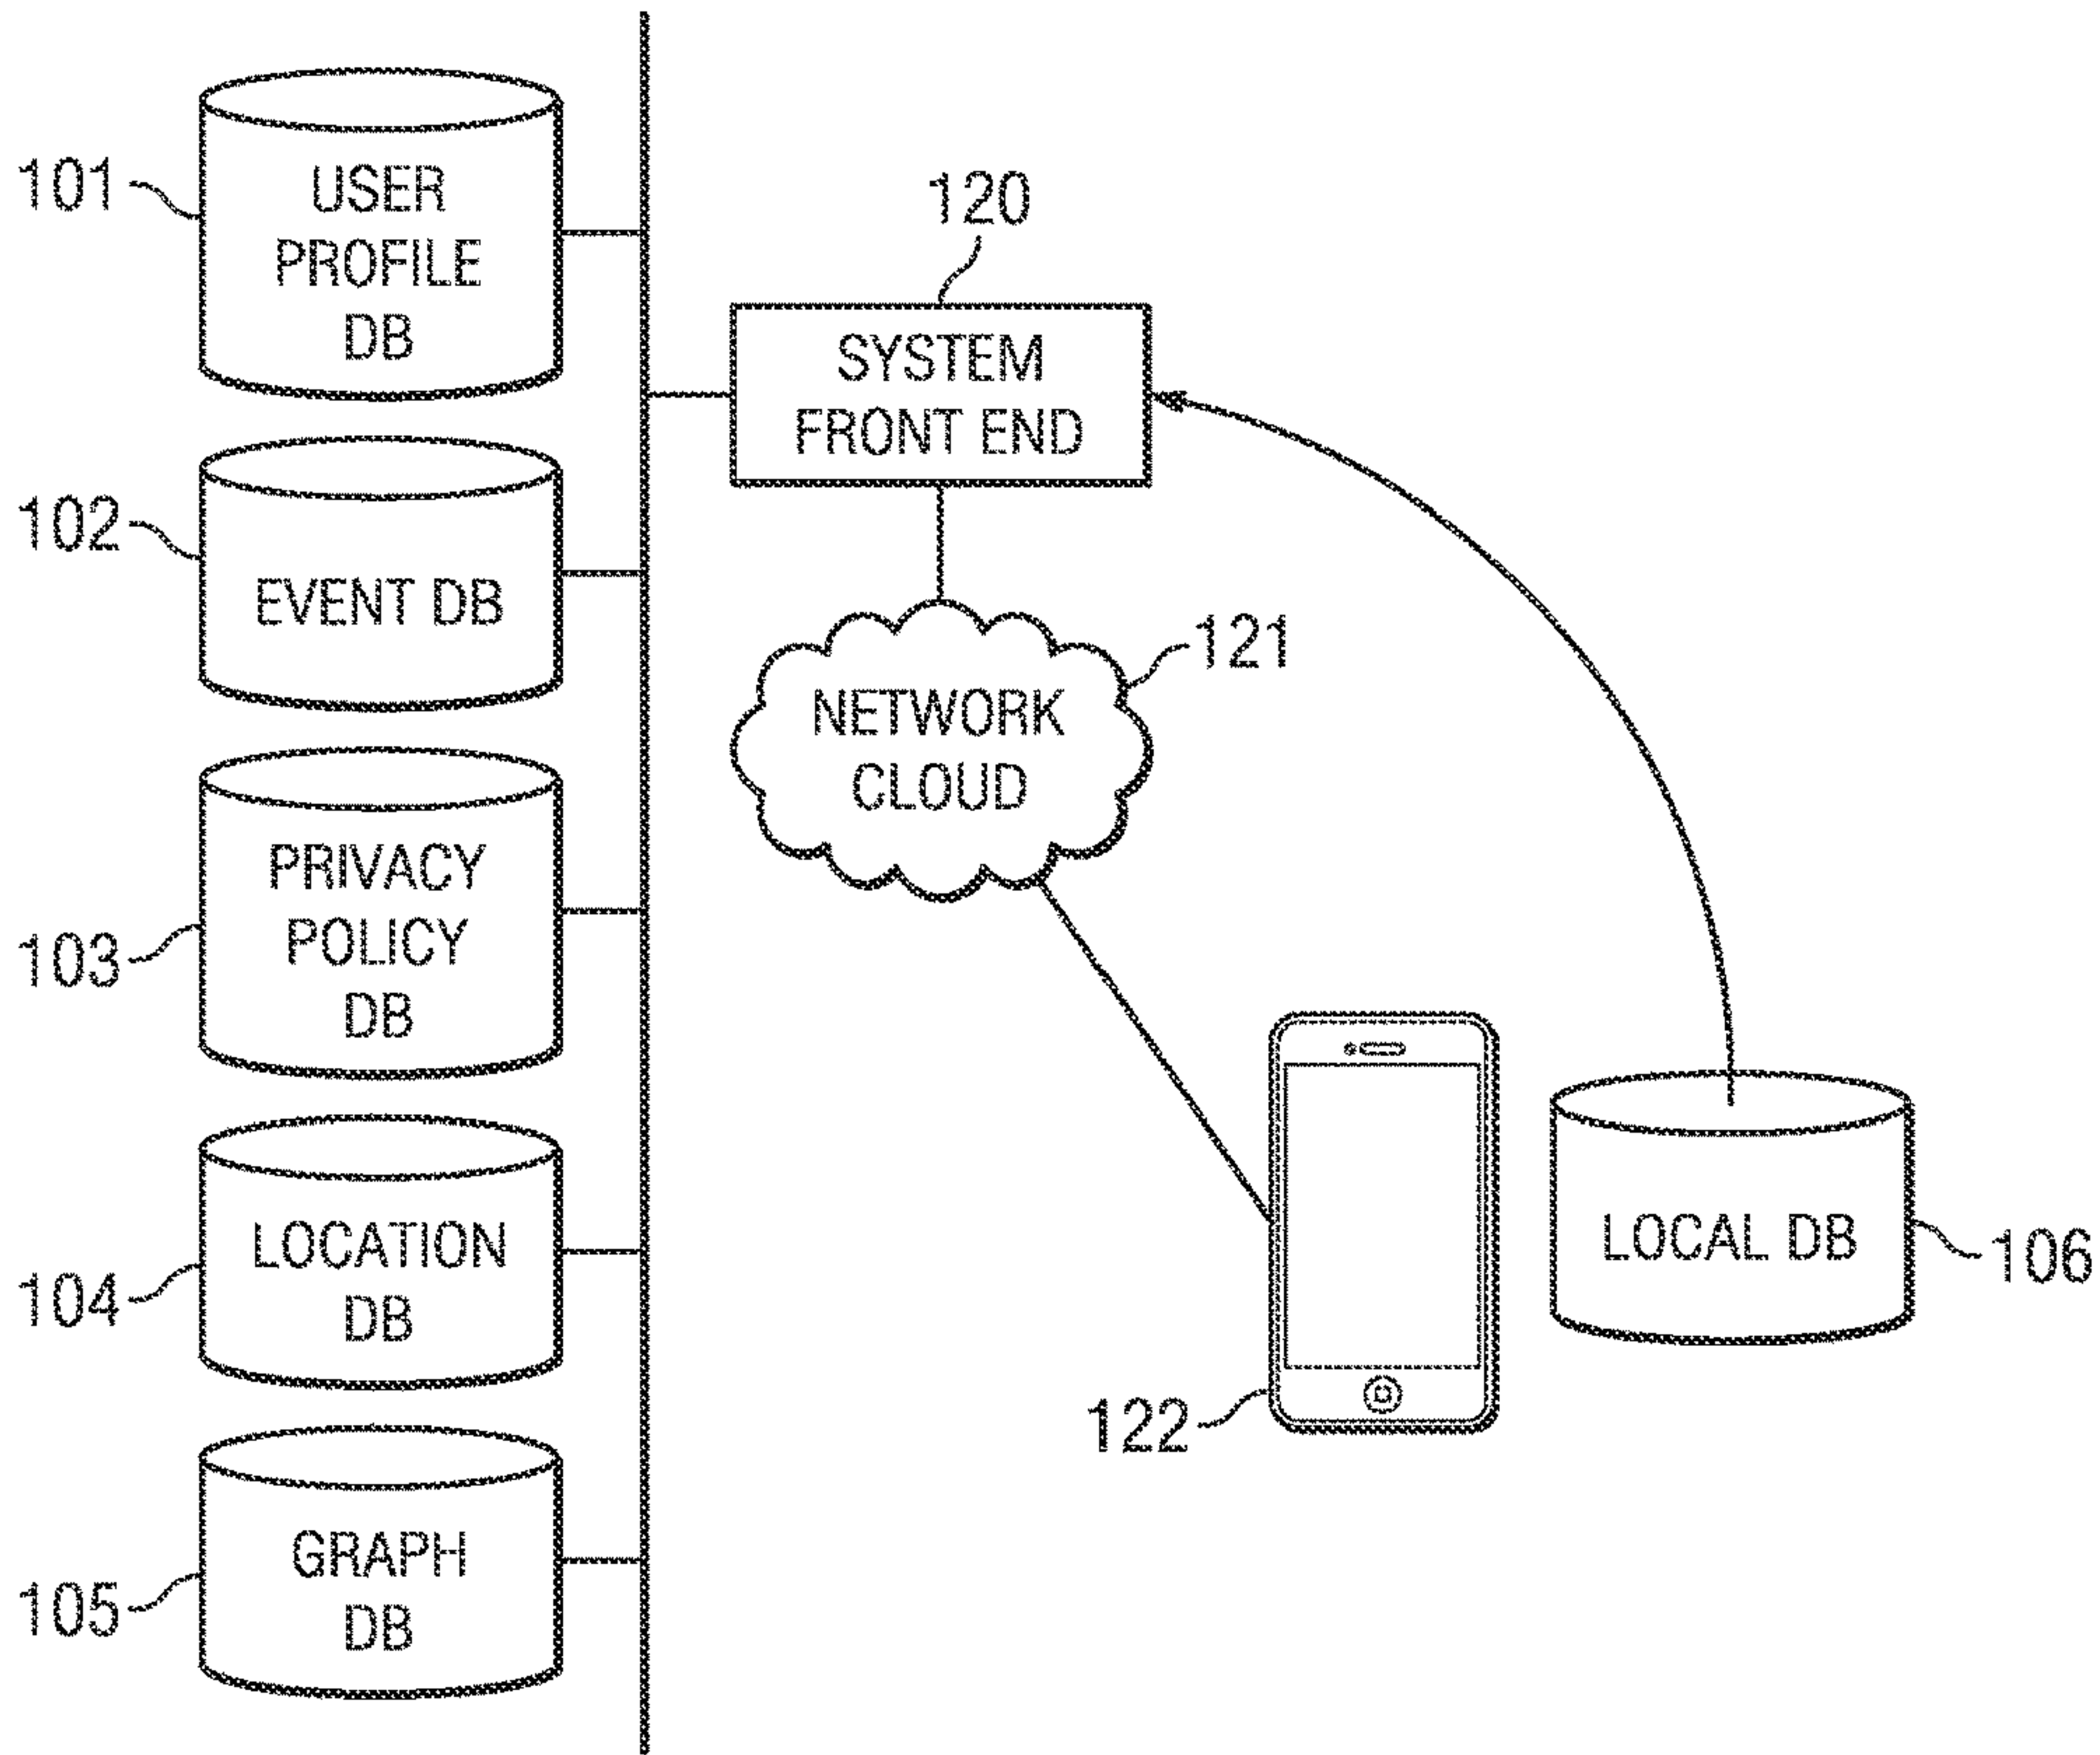 101
USER
PROFILE
DB
120
SYSTEM
FRONT END
102
EVENT DB
121
NETWORK
CLOUD
103
PRIVACY
POLICY
DB
104
LOCATION
DB
122
LOCAL DB
106
105
GRAPH
DB